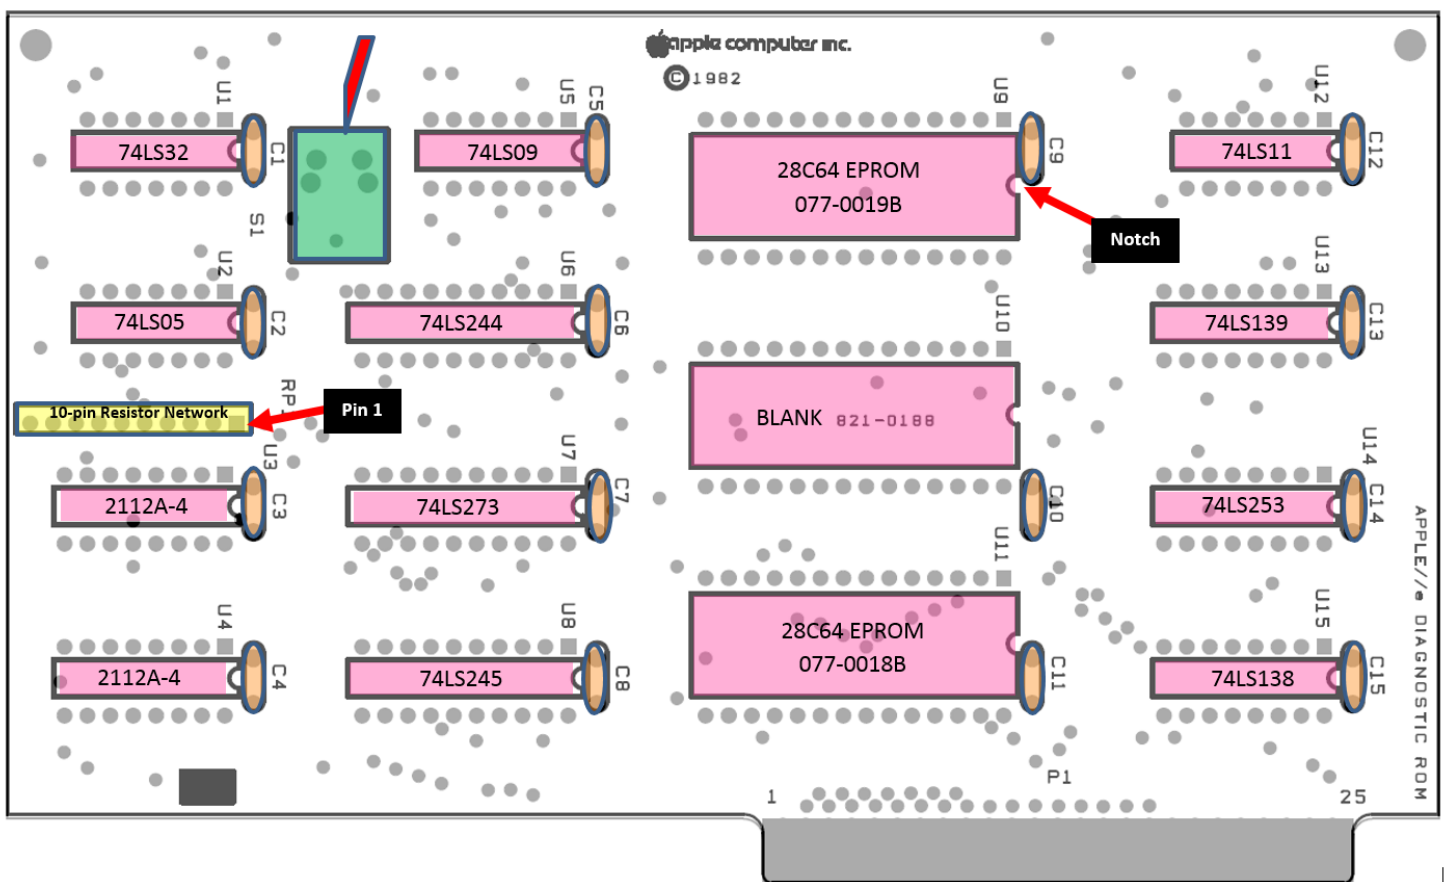 apple computer inc.
© 1982
U1
74LS32
C1
S1
U5
C5
74LS09
U9
28C64 EPROM
077-0019B
C9
Notch
U12
74LS11
C12
U2
74LS05
C2
U6
74LS244
C6
U10
BLANK 821-0188
C10
U13
74LS139
C13
10-pin Resistor Network
RP1
Pin 1
U3
2112A-4
C3
U7
74LS273
C7
U14
74LS253
C14
U4
2112A-4
C4
U8
74LS245
C8
U11
28C64 EPROM
077-0018B
C11
U15
74LS138
C15
APPLE//e DIAGNOSTIC ROM
P1
1
25